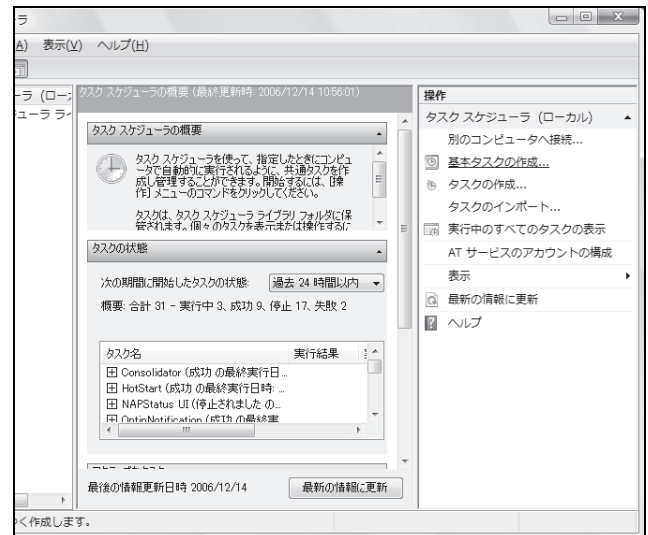 ラ
A) 表示(V) ヘルプ(H)
ーラ (ローカ
ューラ ライ
タスク スケジューラの概要 (最終更新時: 2006/12/14 10:56:01)
タスク スケジューラの概要
タスク スケジューラを使って、指定したときにコンピュ
ータで自動的に実行されるように、共通タスクを作
成し管理することができます。開始するには、[操
作] メニューのコマンドをクリックしてください。
タスクは、タスク スケジューラ ライブラリ フォルダに保
管されます。個々のタスクを表示または操作するに
タスクの状態
次の期間に開始したタスクの状態:
過去 24 時間以内
概要: 合計 31 - 実行中 3、成功 9、停止 17、失敗 2
タスク名 実行結果
Consolidator (成功 の最終実行日...
HotStart (成功 の最終実行日時: ...
NAPStatus UI (停止されました の...
OptinNotification (成功 の最終実
最後の情報更新日時 2006/12/14
最新の情報に更新
操作
タスク スケジューラ (ローカル)
別のコンピュータへ接続...
基本タスクの作成...
タスクの作成...
タスクのインポート...
実行中のすべてのタスクの表示
AT サービスのアカウントの構成
表示
最新の情報に更新
ヘルプ
く作成します。